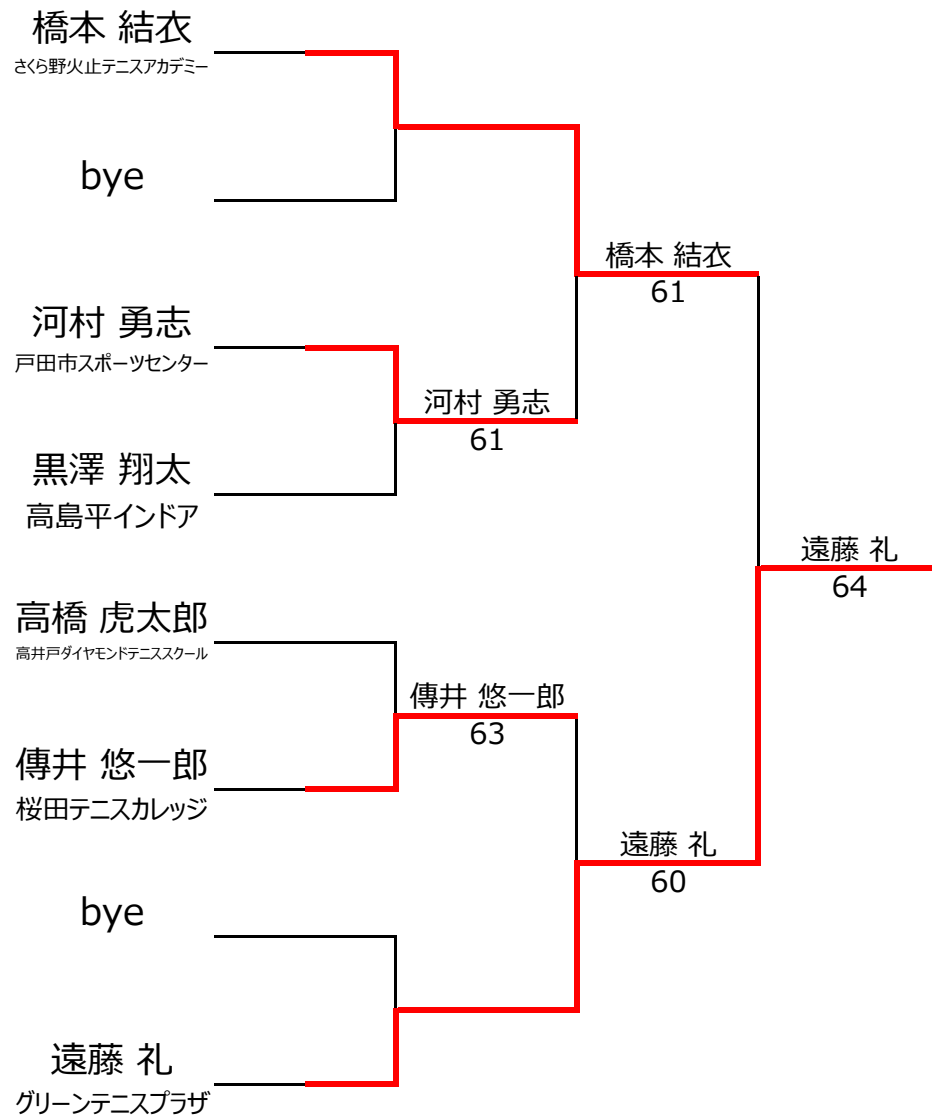 橋本 結衣
さくら野火止テニスアカデミー
bye
橋本 結衣
61
河村 勇志
戸田市スポーツセンター
河村 勇志
61
黒澤 翔太
高島平インドア
遠藤 礼
64
高橋 虎太郎
高井戸ダイヤモンドテニススクール
傳井 悠一郎
63
傳井 悠一郎
桜田テニスカレッジ
遠藤 礼
60
bye
遠藤 礼
グリーンテニスプラザ